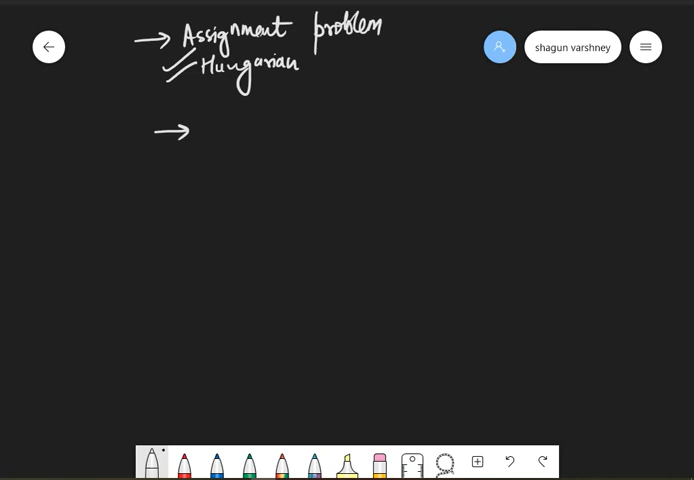 → Assignment problem
Hungarian
→
shagun varshney